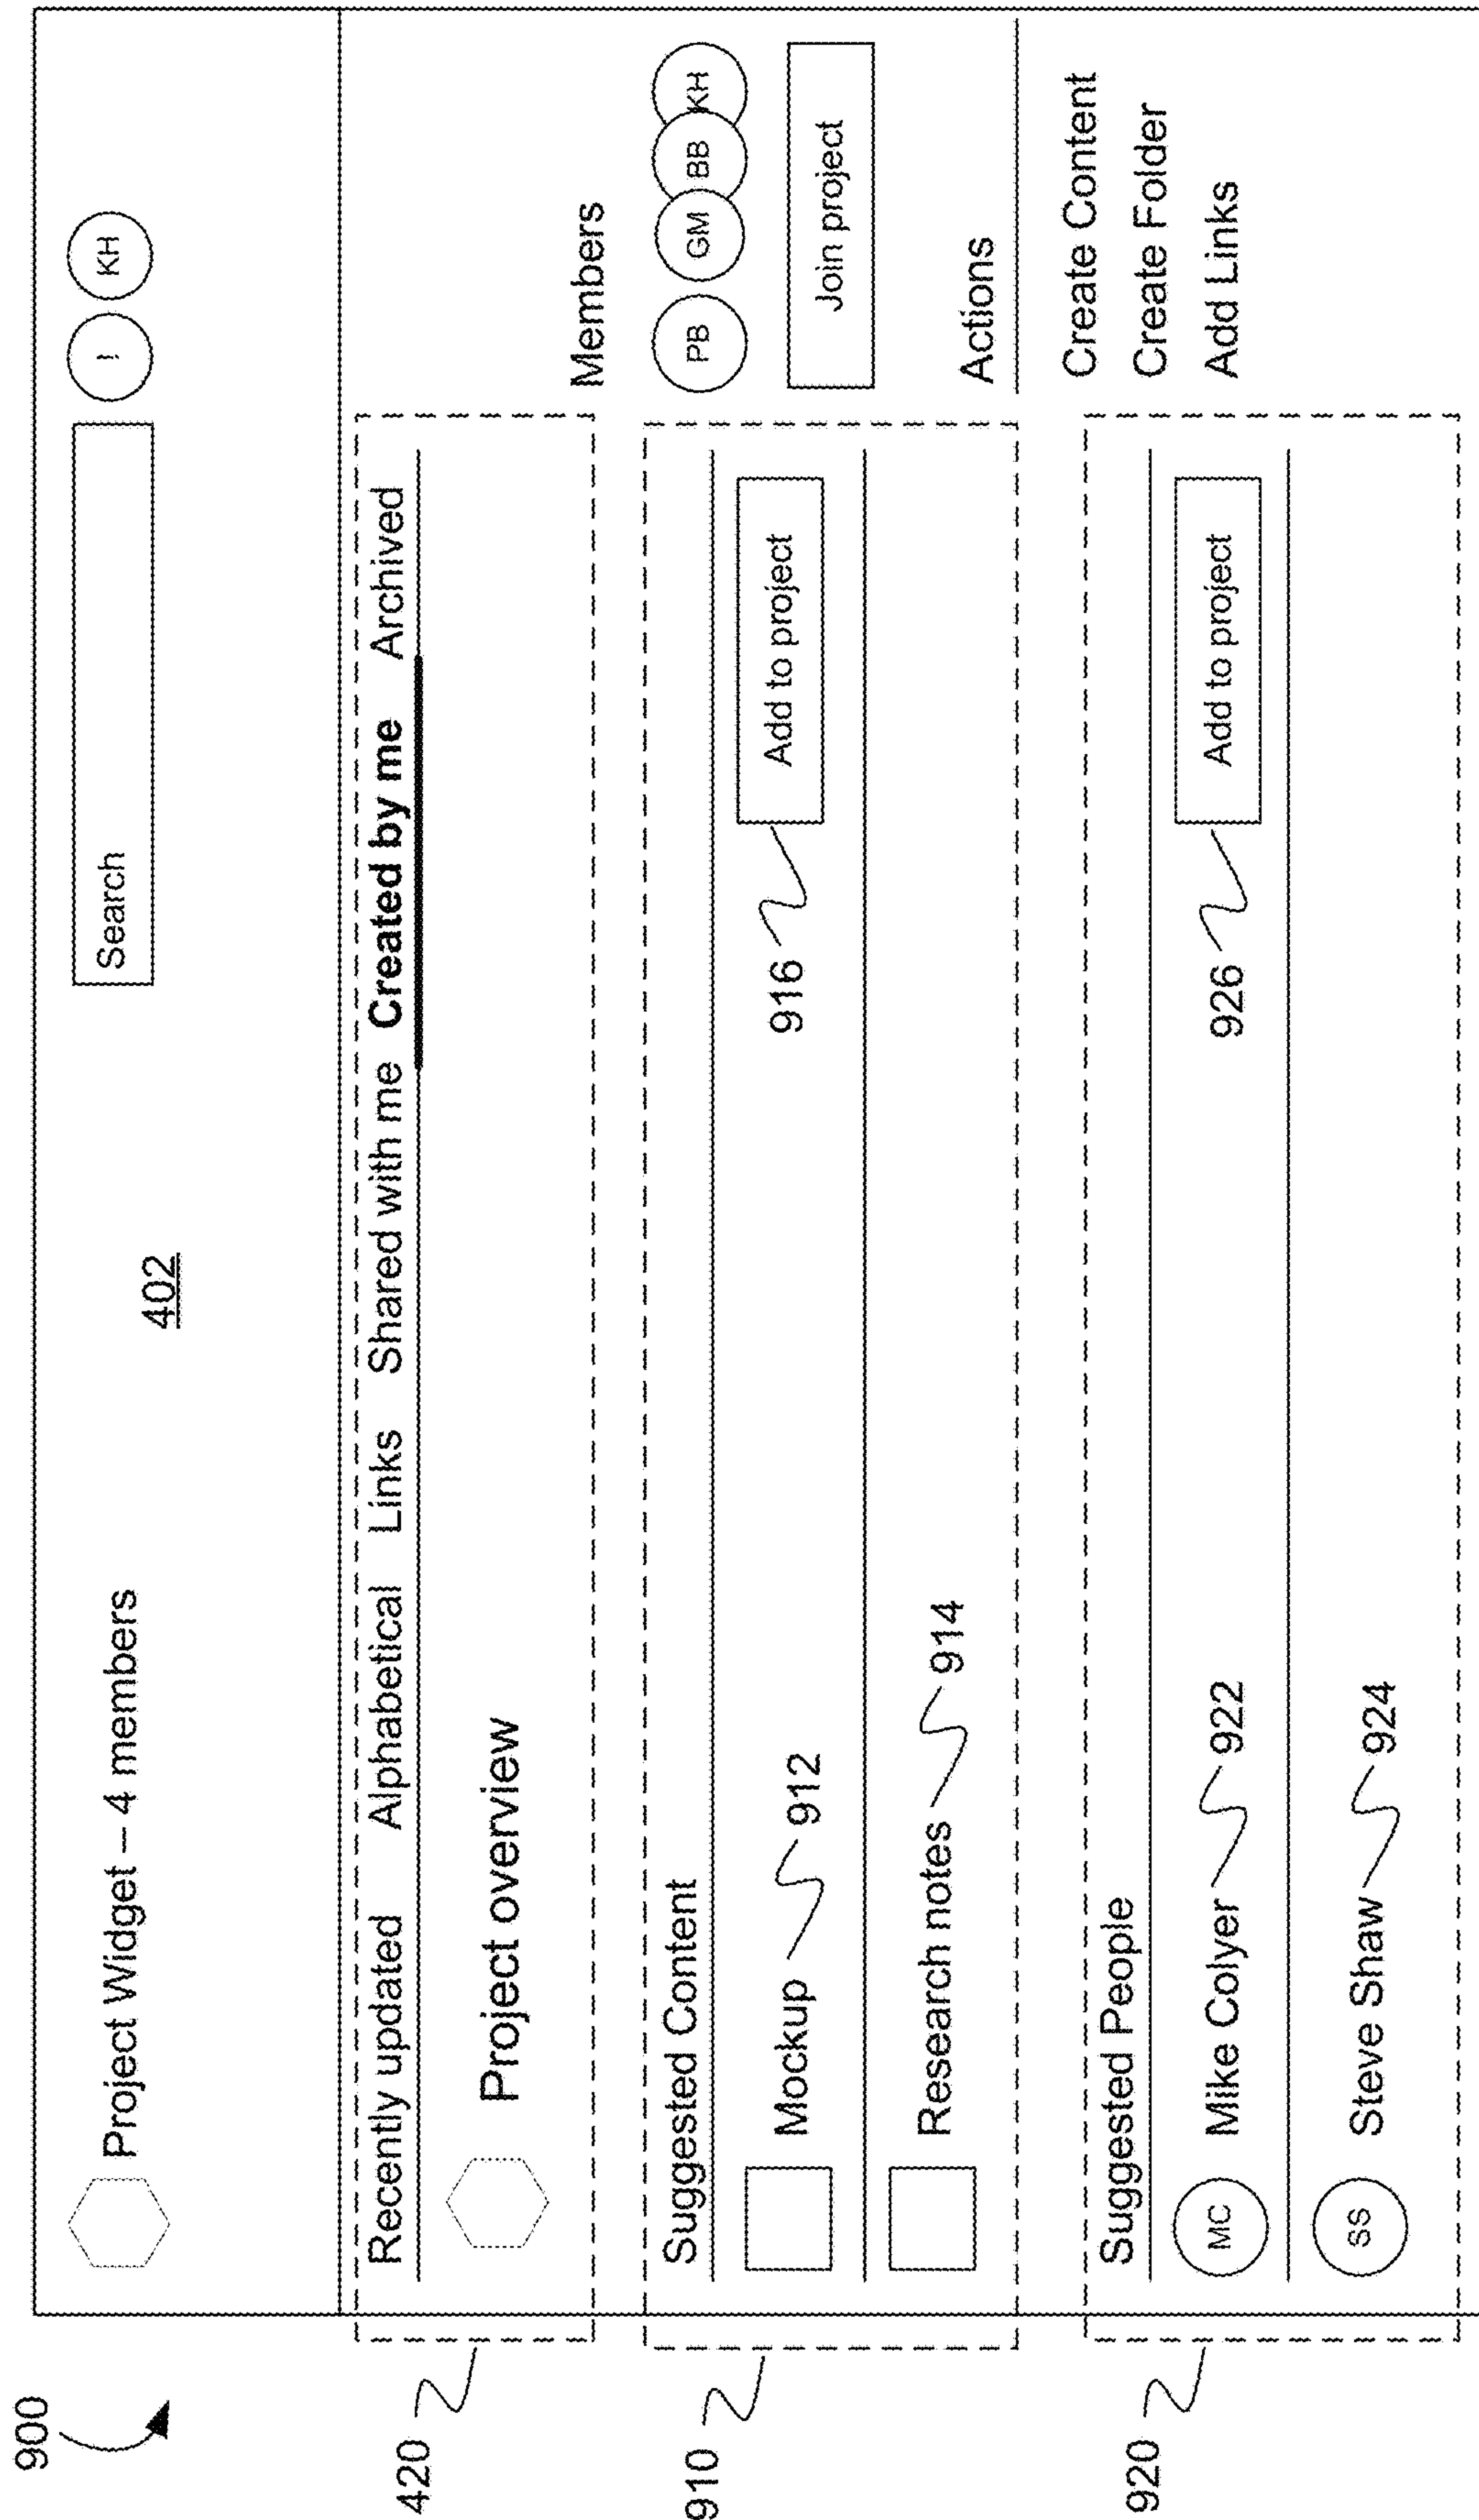 900
Project Widget – 4 members
402
Search
!
KH
420
Recently updated Alphabetical Links Shared with me Created by me Archived
Project overview
Members
PB GM BB KH
Join project
910
Suggested Content
Mockup 912
916 Add to project
Research notes 914
Actions
Create Content
Create Folder
Add Links
920
Suggested People
MC Mike Colyer 922
926 Add to project
SS Steve Shaw 924